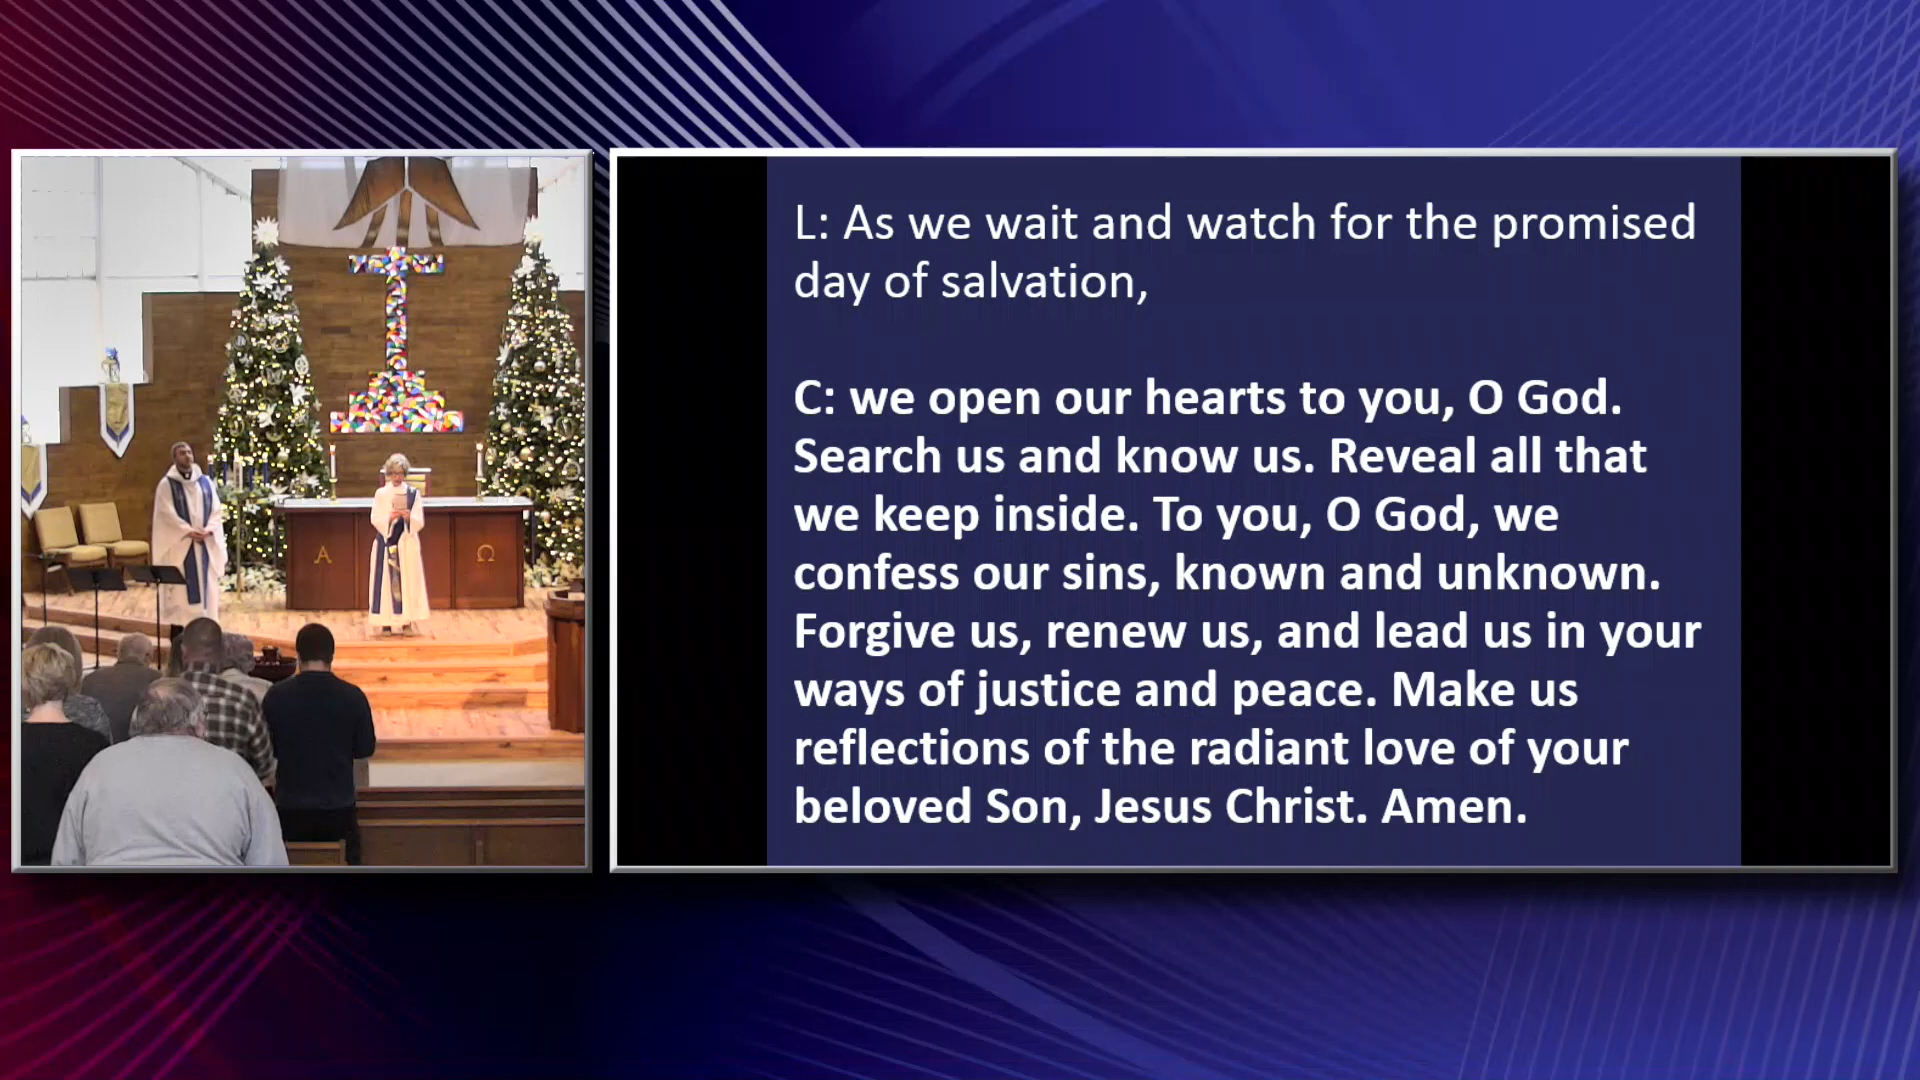 L: As we wait and watch for the promised
day of salvation,
C: we open our hearts to you, O God.
Search us and know us. Reveal all that
we keep inside. To you, O God, we
confess our sins, known and unknown.
Forgive us, renew us, and lead us in your
ways of justice and peace. Make us
reflections of the radiant love of your
beloved Son, Jesus Christ. Amen.
Α
Ω